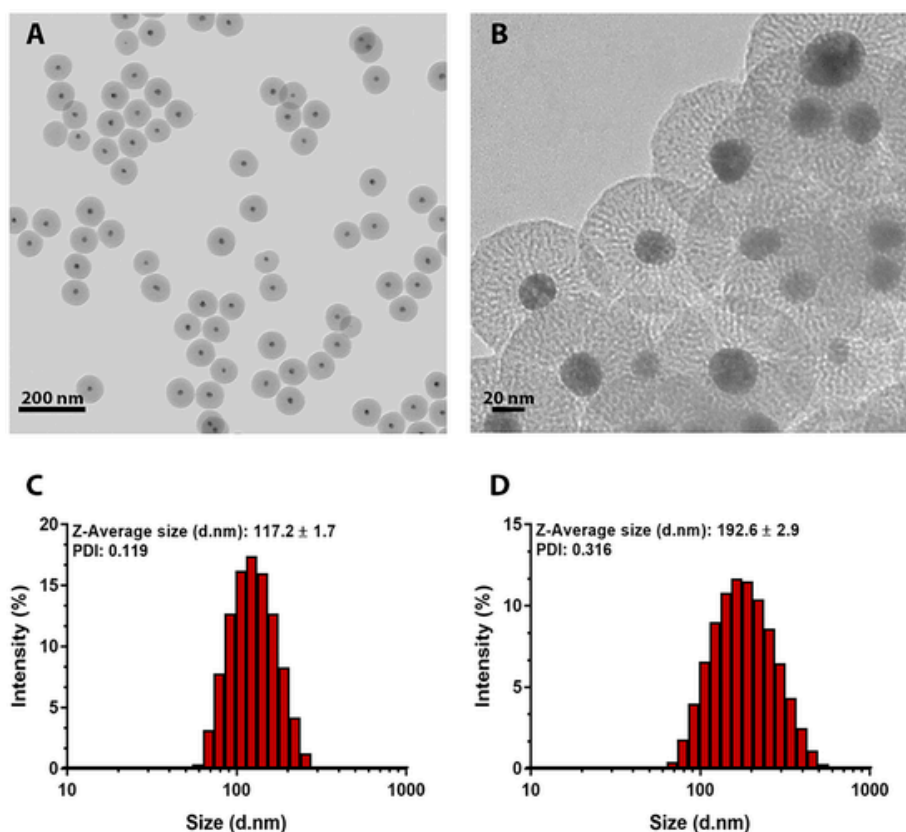 A
B
200 nm
20 nm
C
D
Z-Average size (d.nm): 117.2 ± 1.7
PDI: 0.119
Intensity (%)
20
15
10
5
0
10
100
1000
Size (d.nm)
Z-Average size (d.nm): 192.6 ± 2.9
PDI: 0.316
Intensity (%)
15
10
5
0
10
100
1000
Size (d.nm)